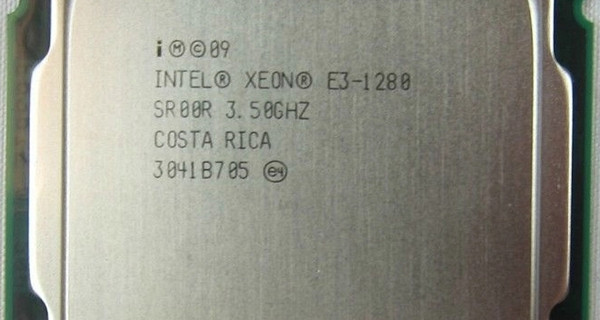 i Ⓜ © 09
INTEL® XEON® E3-1280
SR00R 3.50GHZ
COSTA RICA
3041B705 e4